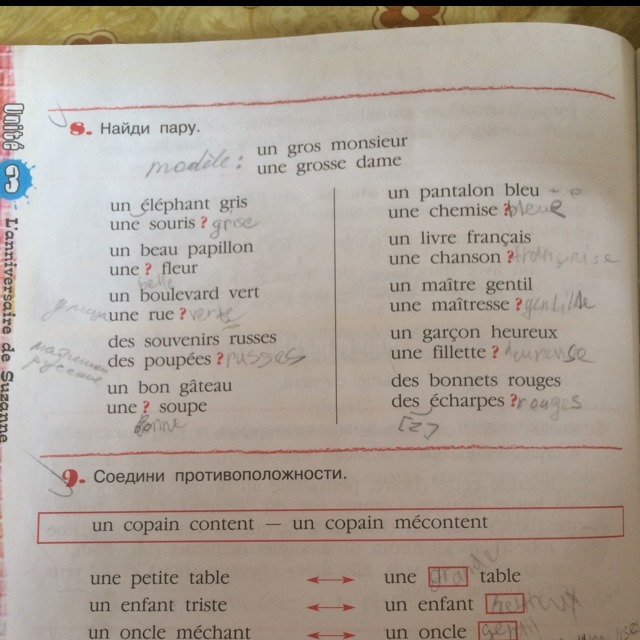 Unité 3 L'anniversaire de Suzanne
8. Найди пару.
modèle:
un gros monsieur
une grosse dame
un éléphant gris
une souris ? grise
un beau papillon
une ? fleur
belle
un boulevard vert
une rue ? verte
des souvenirs russes
des poupées ? russes
матрешки
русские
un bon gâteau
une ? soupe
bonne
un pantalon bleu - e
une chemise ? bleue
un livre français
une chanson ? française
un maître gentil
une maîtresse ? gentille
un garçon heureux
une fillette ? heureuse
des bonnets rouges
des écharpes ? rouges
[z]
9. Соедини противоположности.
un copain content — un copain mécontent
une petite table ↔ une grande table
un enfant triste ↔ un enfant heureux
un oncle méchant ↔ un oncle gentil